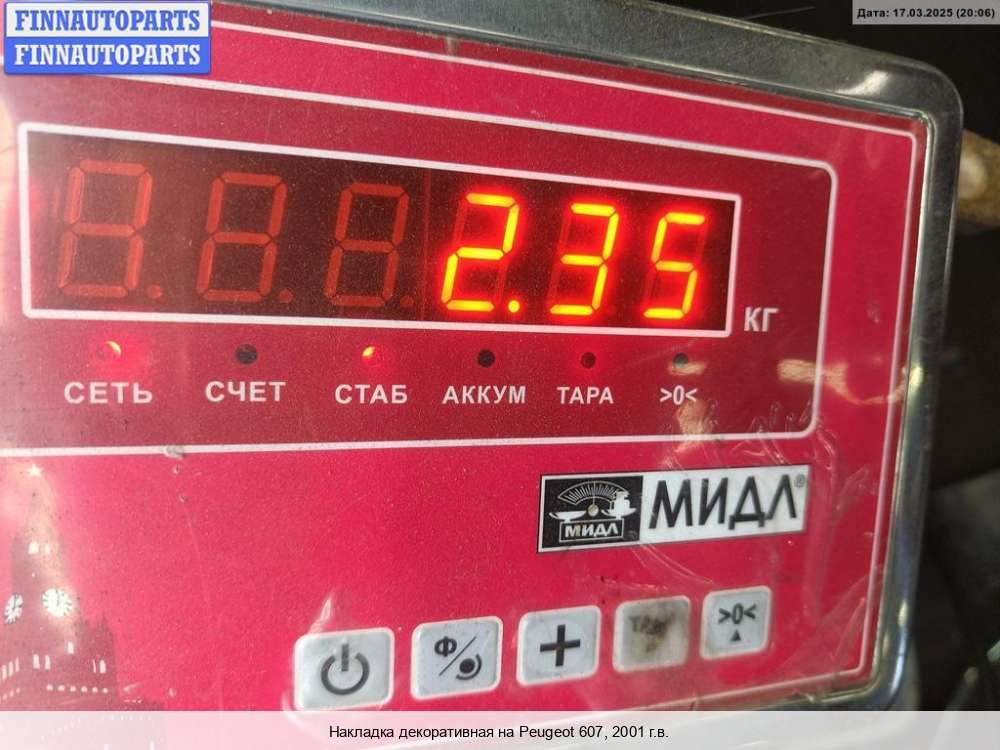 FINNAUTOPARTS
FINNAUTOPARTS
Дата: 17.03.2025 (20:06)
2.35
КГ
СЕТЬ СЧЕТ СТАБ АККУМ ТАРА >0<
МИДЛ МИДЛ®
Ф
>0<
Накладка декоративная на Peugeot 607, 2001 г.в.